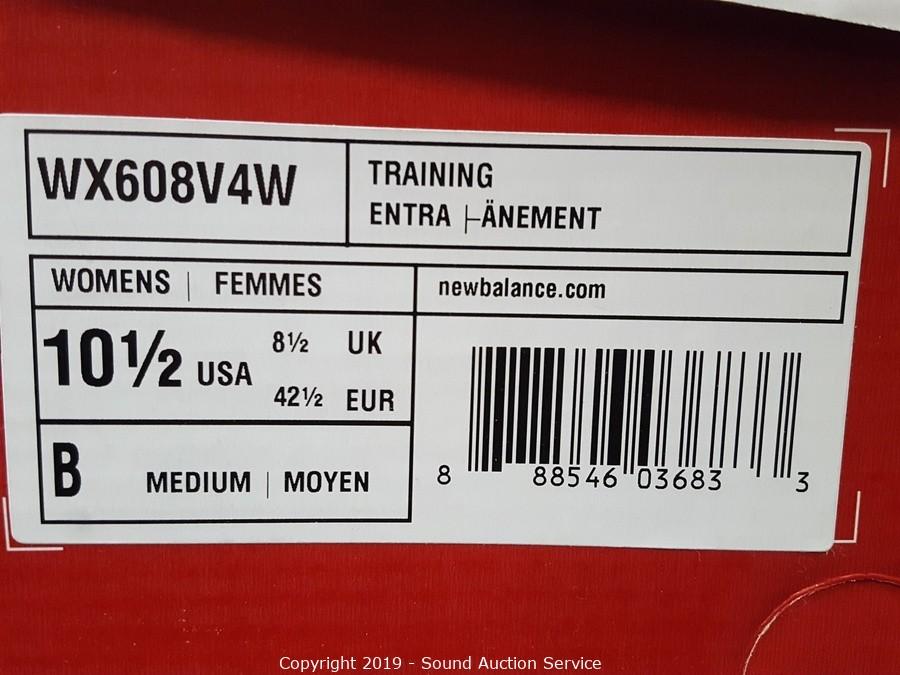 WX608V4W
TRAINING
ENTRA ├ÄNEMENT
WOMENS | FEMMES
newbalance.com
10½ USA
8½ UK
42½ EUR
B
MEDIUM | MOYEN
8 88546 03683 3
Copyright 2019 - Sound Auction Service